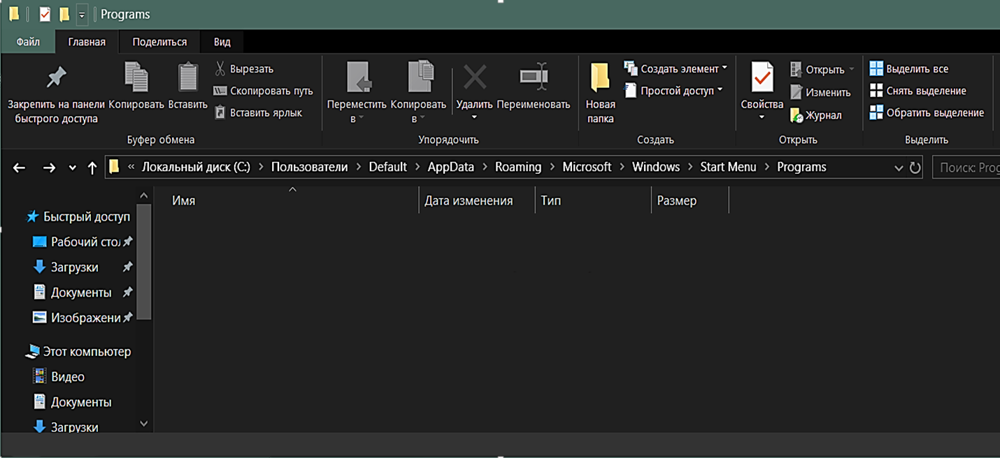 Programs
Файл Главная Поделиться Вид
Закрепить на панели
быстрого доступа
Копировать
Вставить
Вырезать
Скопировать путь
Вставить ярлык
Буфер обмена
Переместить
в
Копировать
в
Удалить
Переименовать
Упорядочить
Новая
папка
Создать элемент
Простой доступ
Создать
Свойства
Открыть
Изменить
Журнал
Открыть
Выделить все
Снять выделение
Обратить выделение
Выделить
« Локальный диск (C:) > Пользователи > Default > AppData > Roaming > Microsoft > Windows > Start Menu > Programs
Поиск: Prog
Имя Дата изменения Тип Размер
Быстрый доступ
Рабочий стол
Загрузки
Документы
Изображени
Этот компьютер
Видео
Документы
Загрузки